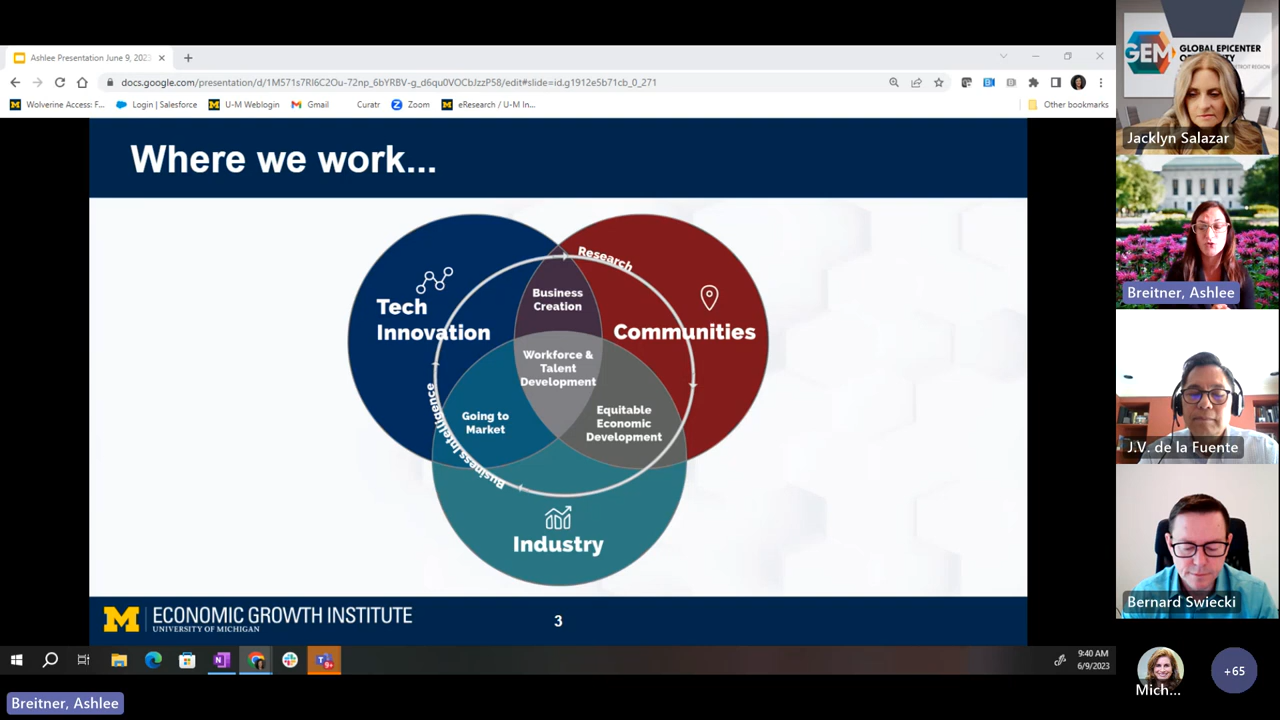 Ashlee Presentation June 9, 2023
docs.google.com/presentation/d/1M571s7RI6C2Ou-72np_6bYRBV-g_d6qu0VOCbJzzP58/edit#slide=id.g1912e5b71cb_0_271
Wolverine Access: F...
Login | Salesforce
U-M Weblogin
Gmail
Curatr
Zoom
eResearch / U-M In...
Other bookmarks
Where we work...
Tech
Innovation
Research
Business
Creation
Communities
Workforce &
Talent
Development
Going to
Market
Equitable
Economic
Development
Business Intelligence
Industry
M ECONOMIC GROWTH INSTITUTE
UNIVERSITY OF MICHIGAN
3
9:40 AM
6/9/2023
Breitner, Ashlee
GEM
GLOBAL EPICENTER
Jacklyn Salazar
Breitner, Ashlee
J.V. de la Fuente
Bernard Swiecki
Mich...
+65